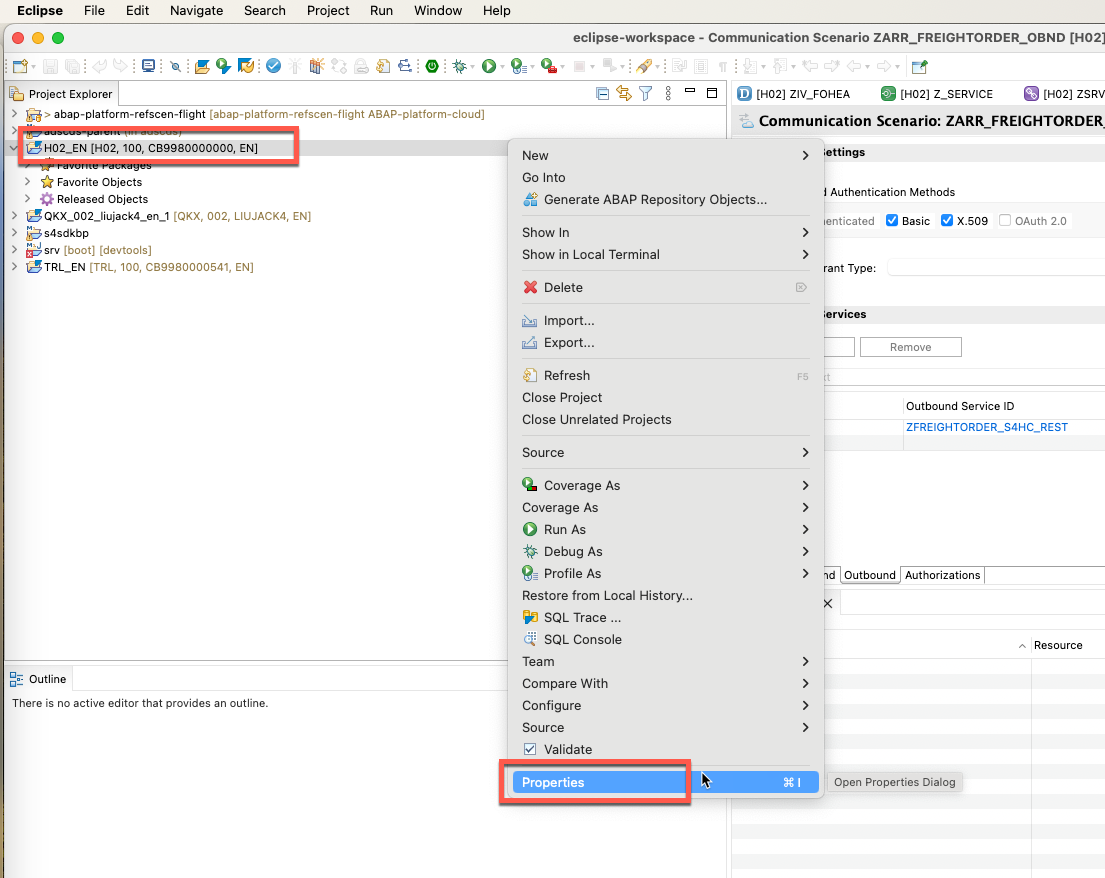 Eclipse File Edit Navigate Search Project Run Window Help
eclipse-workspace - Communication Scenario ZARR_FREIGHTORDER_OBND [H02]
Project Explorer
> abap-platform-refscen-flight [abap-platform-refscen-flight ABAP-platform-cloud]
adscus-parent (in adscus)
H02_EN [H02, 100, CB9980000000, EN]
Favorite Packages
Favorite Objects
Released Objects
QKX_002_liujack4_en_1 [QKX, 002, LIUJACK4, EN]
s4sdkbp
srv [boot] [devtools]
TRL_EN [TRL, 100, CB9980000541, EN]
Outline
There is no active editor that provides an outline.
New
Go Into
Generate ABAP Repository Objects...
Show In
Show in Local Terminal
Delete
Import...
Export...
Refresh F5
Close Project
Close Unrelated Projects
Source
Coverage As
Coverage As
Run As
Debug As
Profile As
Restore from Local History...
SQL Trace ...
SQL Console
Team
Compare With
Configure
Source
Validate
Properties ⌘ I
Open Properties Dialog
[H02] ZIV_FOHEA [H02] Z_SERVICE [H02] ZSRV
Communication Scenario: ZARR_FREIGHTORDER_
Settings
d Authentication Methods
enticated Basic X.509 OAuth 2.0
rant Type:
Services
Remove
xt
Outbound Service ID
ZFREIGHTORDER_S4HC_REST
nd Outbound Authorizations
Resource